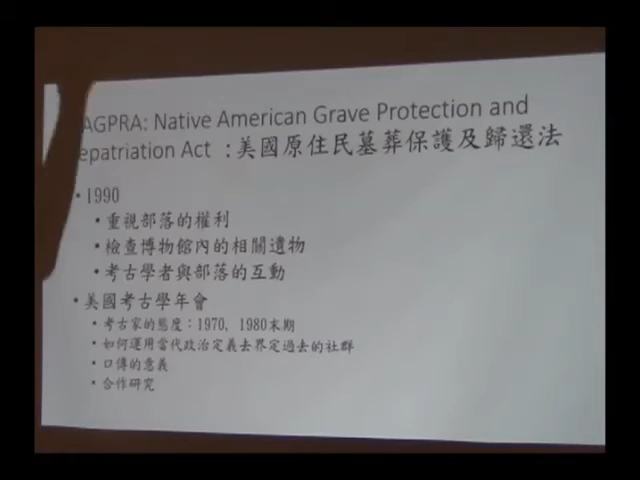 AGPRA: Native American Grave Protection and
epatriation Act :美國原住民墓葬保護及歸還法
• 1990
• 重視部落的權利
• 檢查博物館內的相關遺物
• 考古學者與部落的互動
• 美國考古學年會
• 考古家的態度：1970, 1980末期
• 如何運用當代政治定義去界定過去的社群
• 口傳的意義
• 合作研究